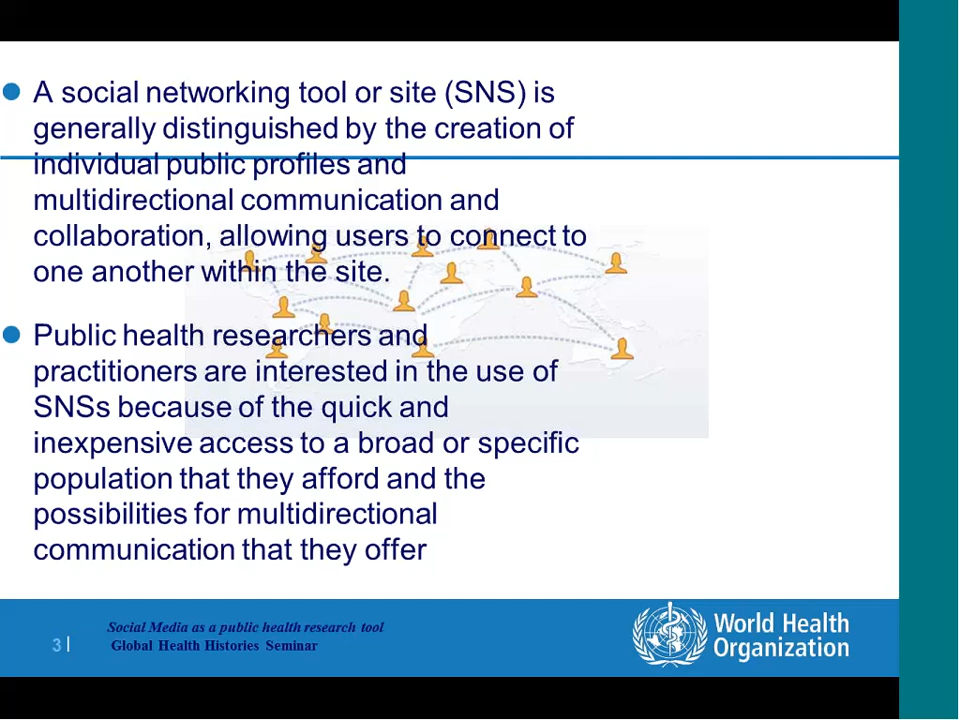 A social networking tool or site (SNS) is
generally distinguished by the creation of
individual public profiles and
multidirectional communication and
collaboration, allowing users to connect to
one another within the site.
Public health researchers and
practitioners are interested in the use of
SNSs because of the quick and
inexpensive access to a broad or specific
population that they afford and the
possibilities for multidirectional
communication that they offer
3 |
Social Media as a public health research tool
Global Health Histories Seminar
World Health
Organization